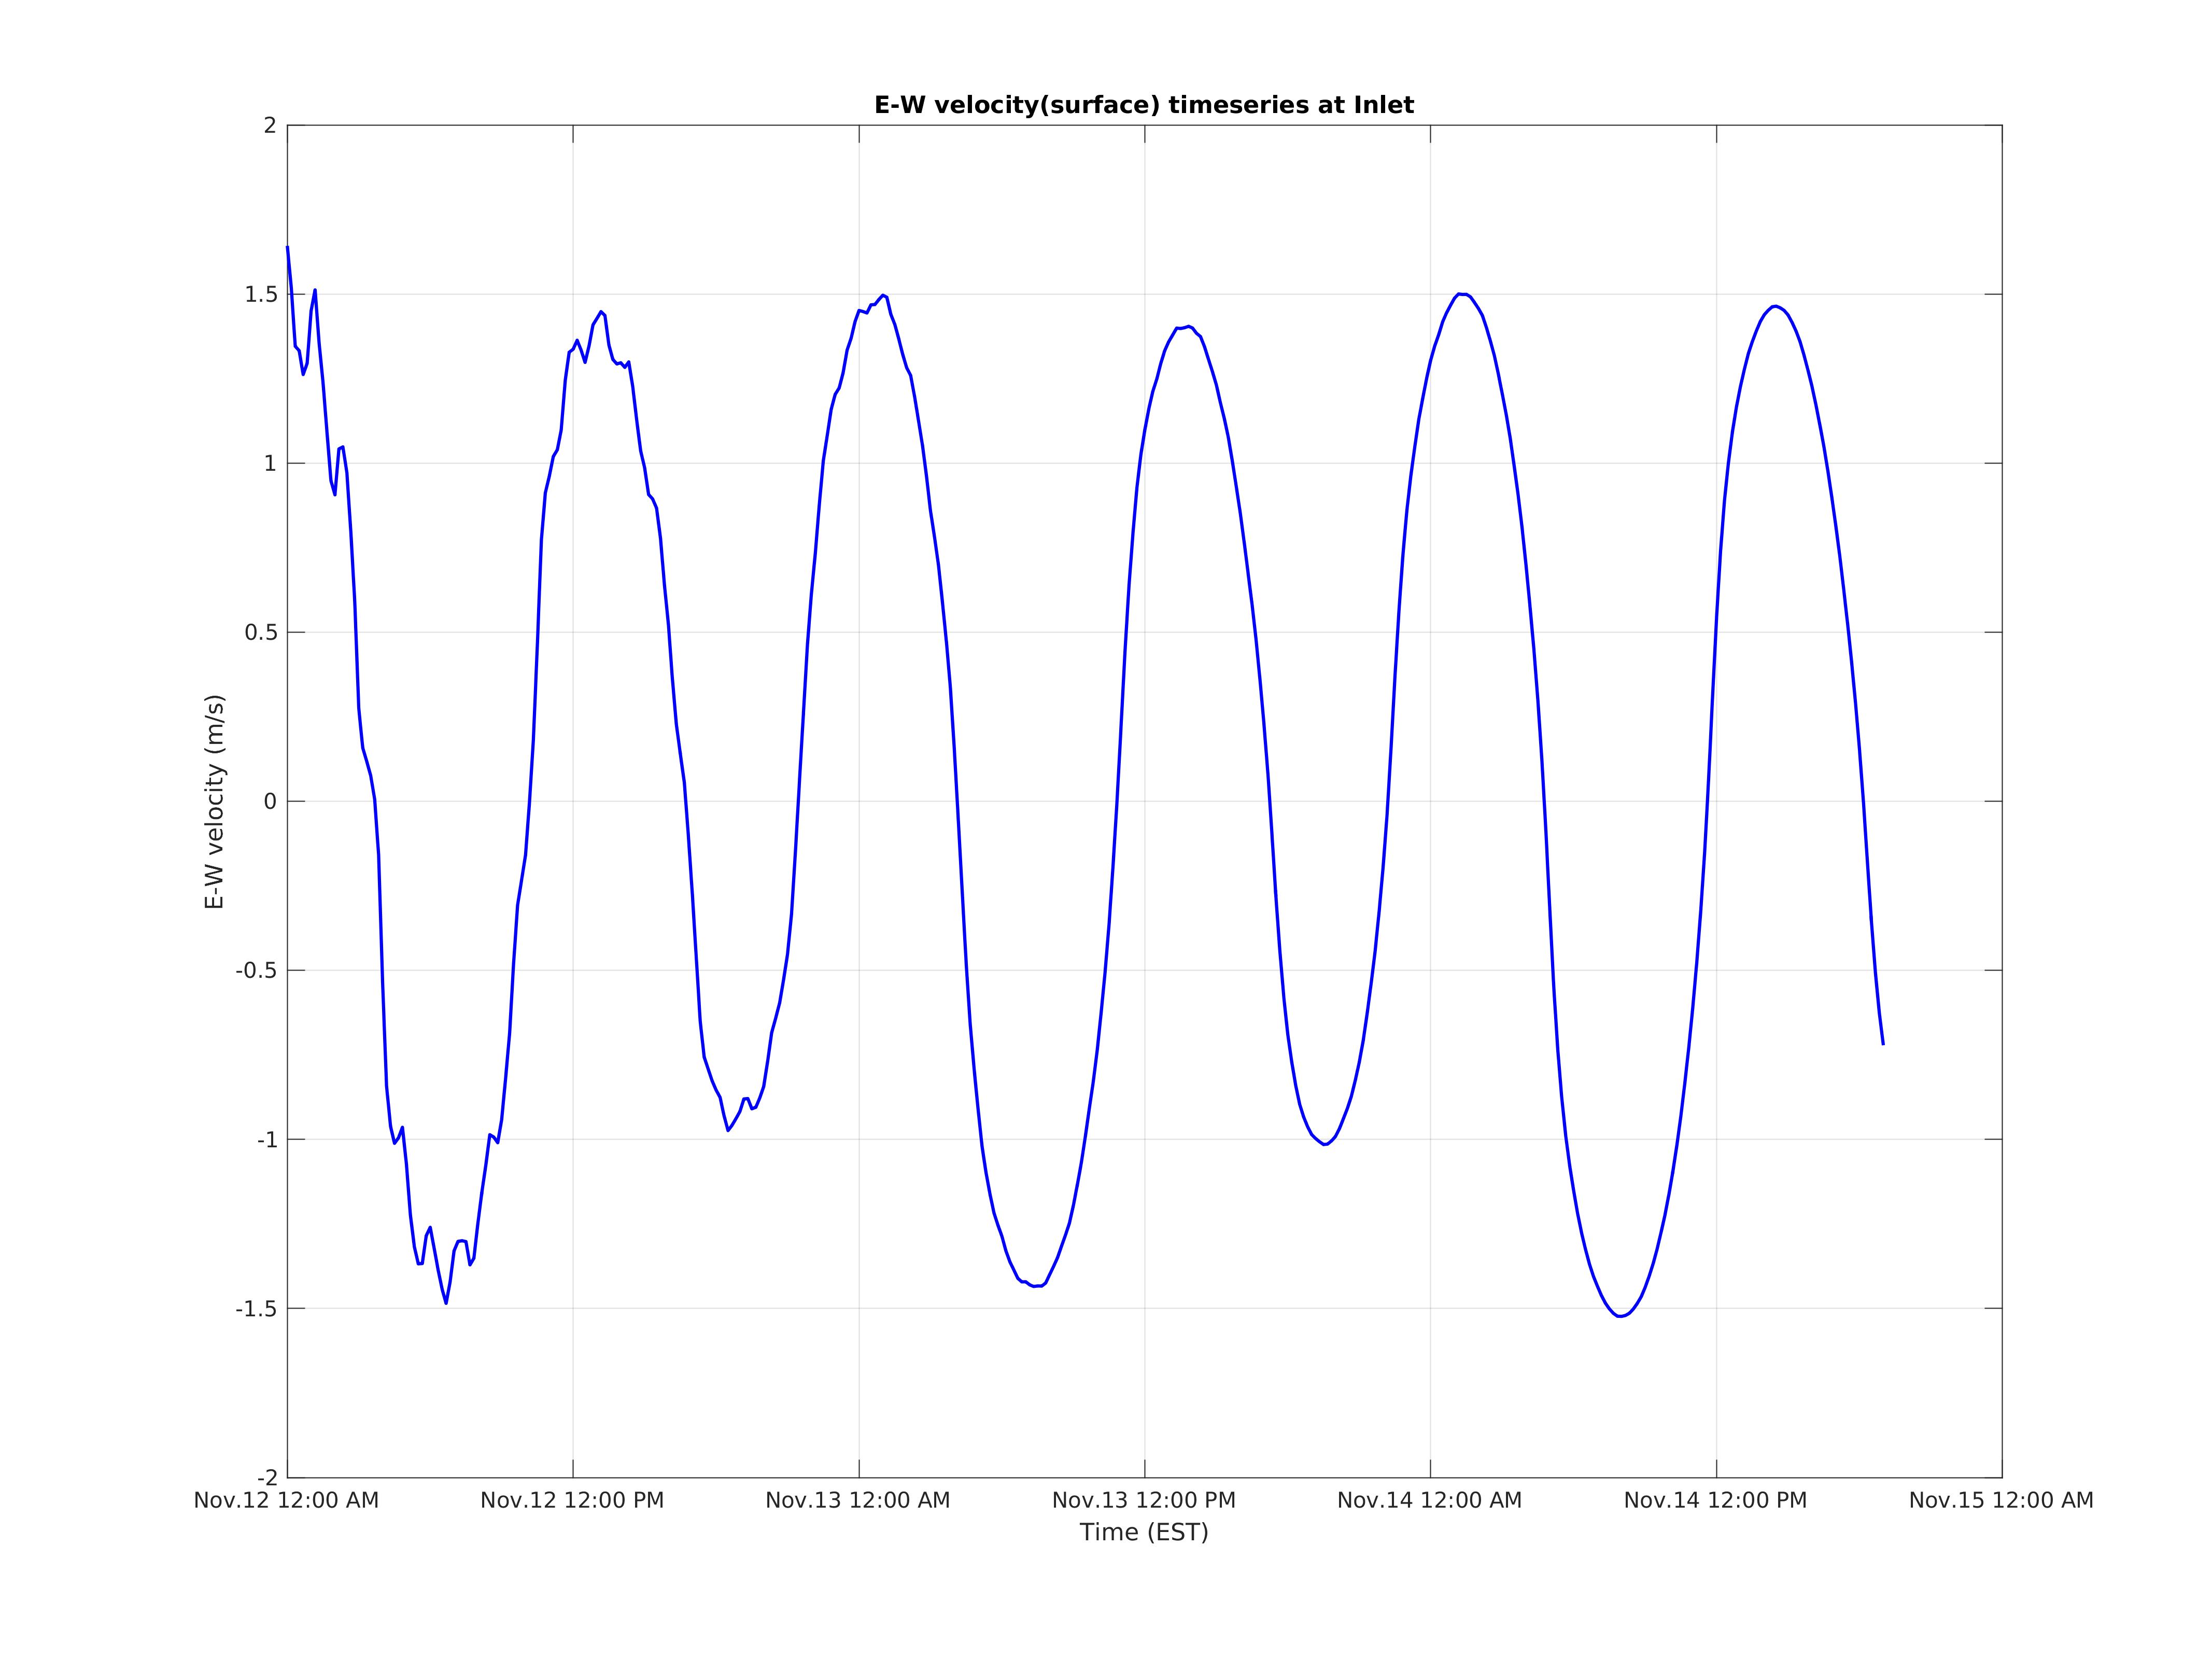 E-W velocity(surface) timeseries at Inlet
2
1.5
1
0.5
0
-0.5
-1
-1.5
-2
E-W velocity (m/s)
Nov.12 12:00 AM
Nov.12 12:00 PM
Nov.13 12:00 AM
Nov.13 12:00 PM
Nov.14 12:00 AM
Nov.14 12:00 PM
Nov.15 12:00 AM
Time (EST)